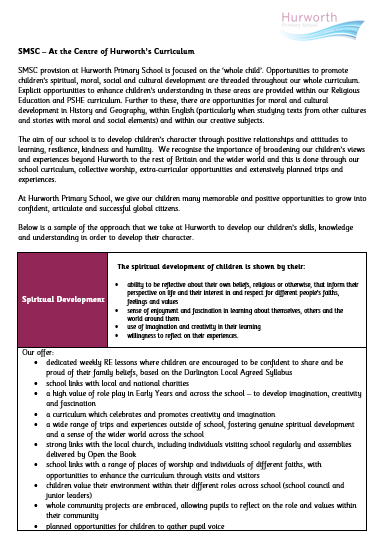 Hurworth
Primary School
SMSC – At the Centre of Hurworth's Curriculum
SMSC provision at Hurworth Primary School is focused on the 'whole child'. Opportunities to promote
children's spiritual, moral, social and cultural development are threaded throughout our whole curriculum.
Explicit opportunities to enhance children's understanding in these areas are provided within our Religious
Education and PSHE curriculum. Further to these, there are opportunities for moral and cultural
development in History and Geography, within English (particularly when studying texts from other cultures
and stories with moral and social elements) and within our creative subjects.
The aim of our school is to develop children's character through positive relationships and attitudes to
learning, resilience, kindness and humility. We recognise the importance of broadening our children's views
and experiences beyond Hurworth to the rest of Britain and the wider world and this is done through our
school curriculum, collective worship, extra-curricular opportunities and extensively planned trips and
experiences.
At Hurworth Primary School, we give our children many memorable and positive opportunities to grow into
confident, articulate and successful global citizens.
Below is a sample of the approach that we take at Hurworth to develop our children's skills, knowledge
and understanding in order to develop their character.
Spiritual Development
The spiritual development of children is shown by their:
• ability to be reflective about their own beliefs, religious or otherwise, that inform their
perspective on life and their interest in and respect for different people's faiths,
feelings and values
• sense of enjoyment and fascination in learning about themselves, others and the
world around them
• use of imagination and creativity in their learning
• willingness to reflect on their experiences.
Our offer:
• dedicated weekly RE lessons where children are encouraged to be confident to share and be
proud of their family beliefs, based on the Darlington Local Agreed Syllabus
• school links with local and national charities
• a high value of role play in Early Years and across the school – to develop imagination, creativity
and fascination
• a curriculum which celebrates and promotes creativity and imagination
• a wide range of trips and experiences outside of school, fostering genuine spiritual development
and a sense of the wider world across the school
• strong links with the local church, including individuals visiting school regularly and assemblies
delivered by Open the Book
• school links with a range of places of worship and individuals of different faiths, with
opportunities to enhance the curriculum through visits and visitors
• children value their environment within their different roles across school (school council and
junior leaders)
• whole community projects are embraced, allowing pupils to reflect on the role and values within
their community
• planned opportunities for children to gather pupil voice